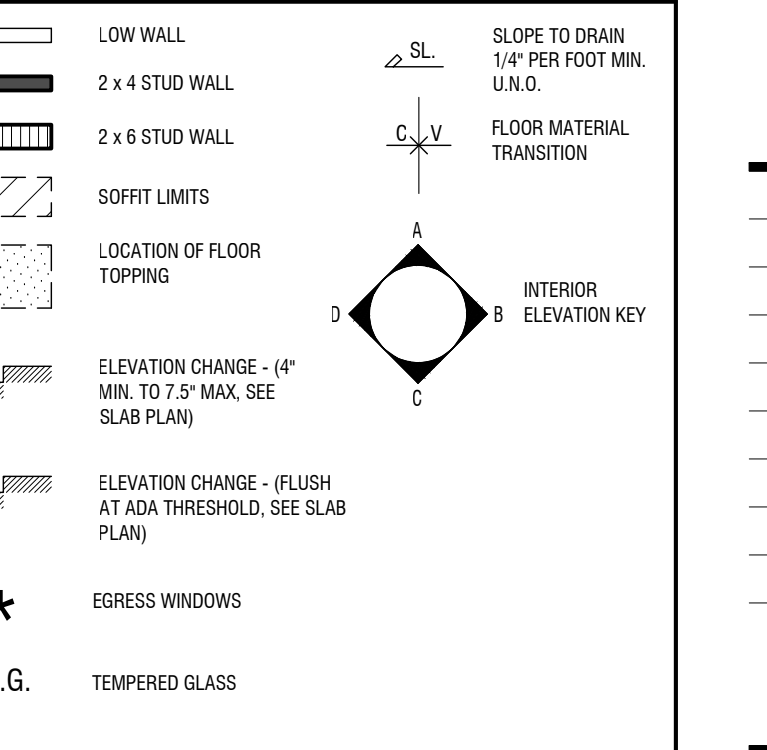 LOW WALL
2 x 4 STUD WALL
2 x 6 STUD WALL
SOFFIT LIMITS
LOCATION OF FLOOR
TOPPING
ELEVATION CHANGE - (4"
MIN. TO 7.5" MAX, SEE
SLAB PLAN)
ELEVATION CHANGE - (FLUSH
AT ADA THRESHOLD, SEE SLAB
PLAN)
*
EGRESS WINDOWS
.G.
TEMPERED GLASS
SL.
SLOPE TO DRAIN
1/4" PER FOOT MIN.
U.N.O.
C V
FLOOR MATERIAL
TRANSITION
A
D
B
C
INTERIOR
ELEVATION KEY